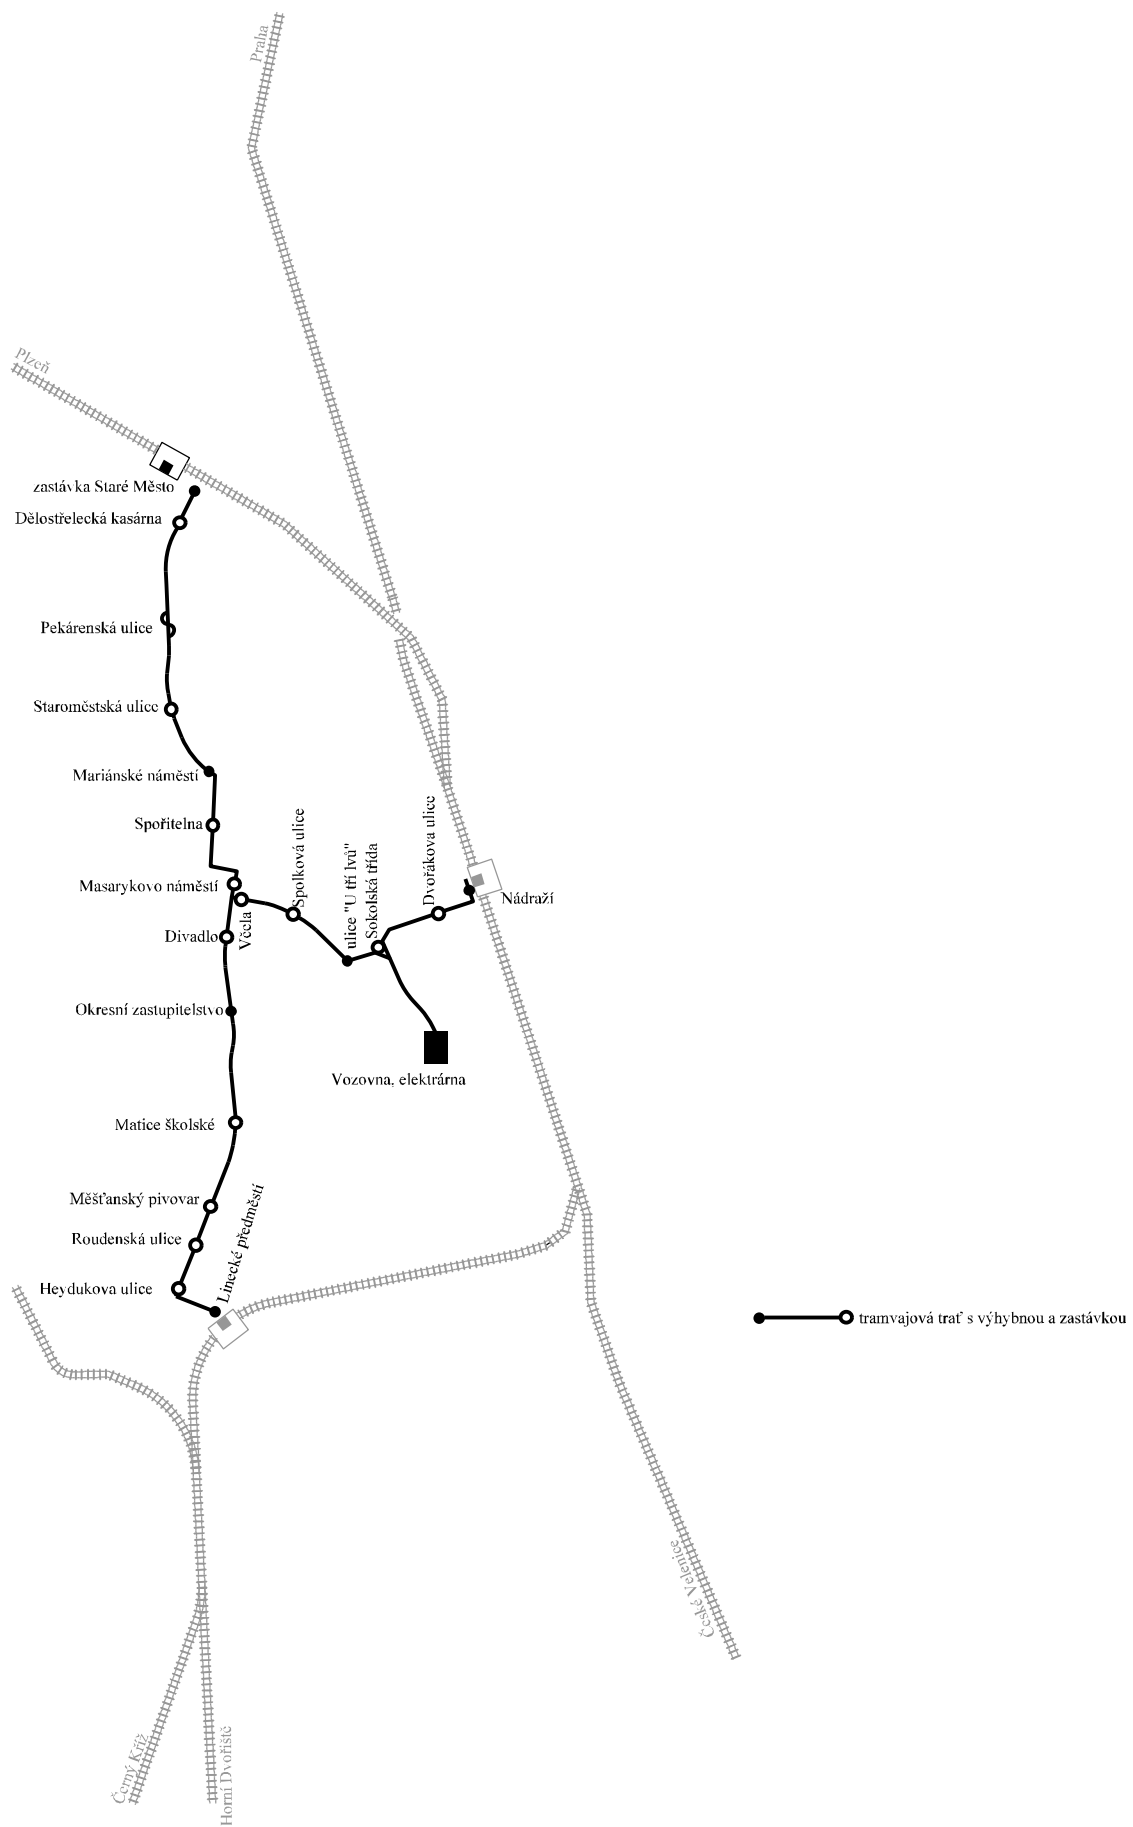 Praha
Plzeň
zastávka Staré Město
Dělostřelecká kasárna
Pekárenská ulice
Staroměstská ulice
Mariánské náměstí
Spořitelna
Masarykovo náměstí
Včela
Spolková ulice
ulice "U tří lvů"
Sokolská třída
Dvořákova ulice
Nádraží
Divadlo
Okresní zastupitelstvo
Vozovna, elektrárna
Matice školské
Měšťanský pivovar
Roudenská ulice
Linecké předměstí
Heydukova ulice
tramvajová trať s výhybnou a zastávkou
České Velenice
Černý Kříž
Horní Dvořiště